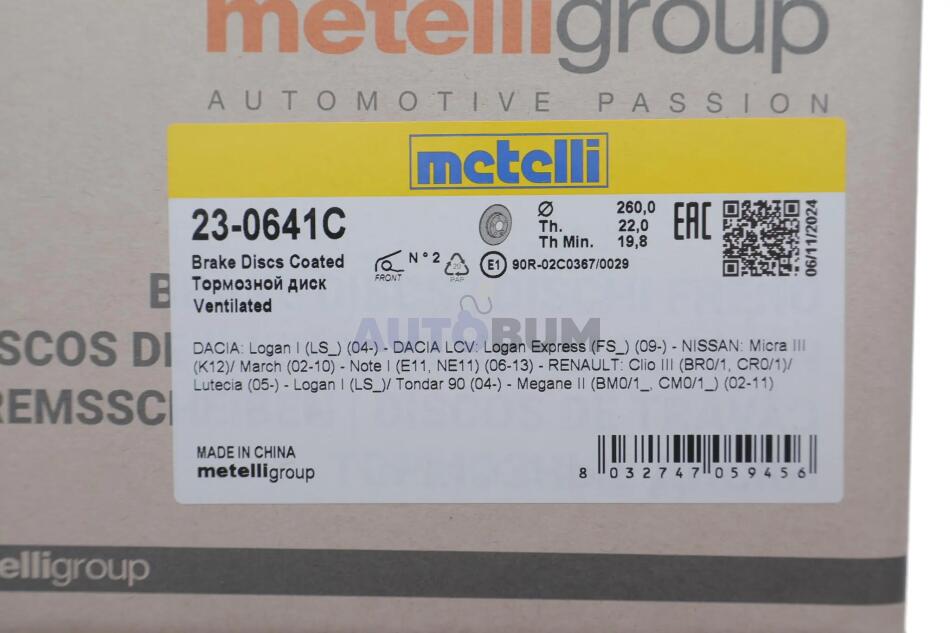 metelligroup
AUTOMOTIVE PASSION
metelli
23-0641C
Brake Discs Coated
Тормозной диск
Ventilated
FRONT
N°2
20
PAP
Ø 260,0
Th. 22,0
Th Min. 19,8
E1 90R-02C0367/0029
EAC
06/11/2024
AUTOBUM
DACIA: Logan I (LS_) (04-) - DACIA LCV: Logan Express (FS_) (09-) - NISSAN: Micra III
(K12)/ March (02-10) - Note I (E11, NE11) (06-13) - RENAULT: Clio III (BR0/1, CR0/1)/
Lutecia (05-) - Logan I (LS_)/ Tondar 90 (04-) - Megane II (BM0/1_, CM0/1_) (02-11)
MADE IN CHINA
metelligroup
8 032747 059456
B
SCOS DI
REMSSC
elligroup